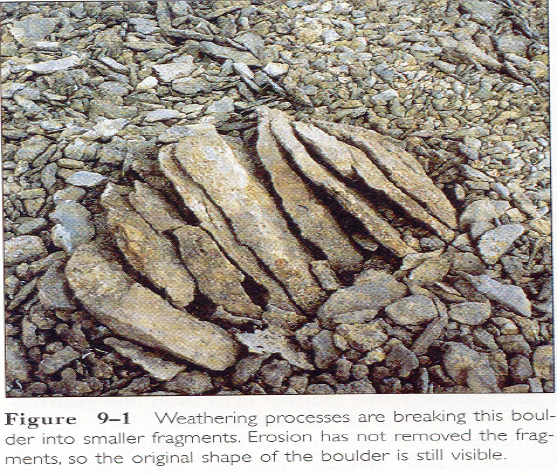 Figure 9–1 Weathering processes are breaking this boul-
der into smaller fragments. Erosion has not removed the frag-
ments, so the original shape of the boulder is still visible.